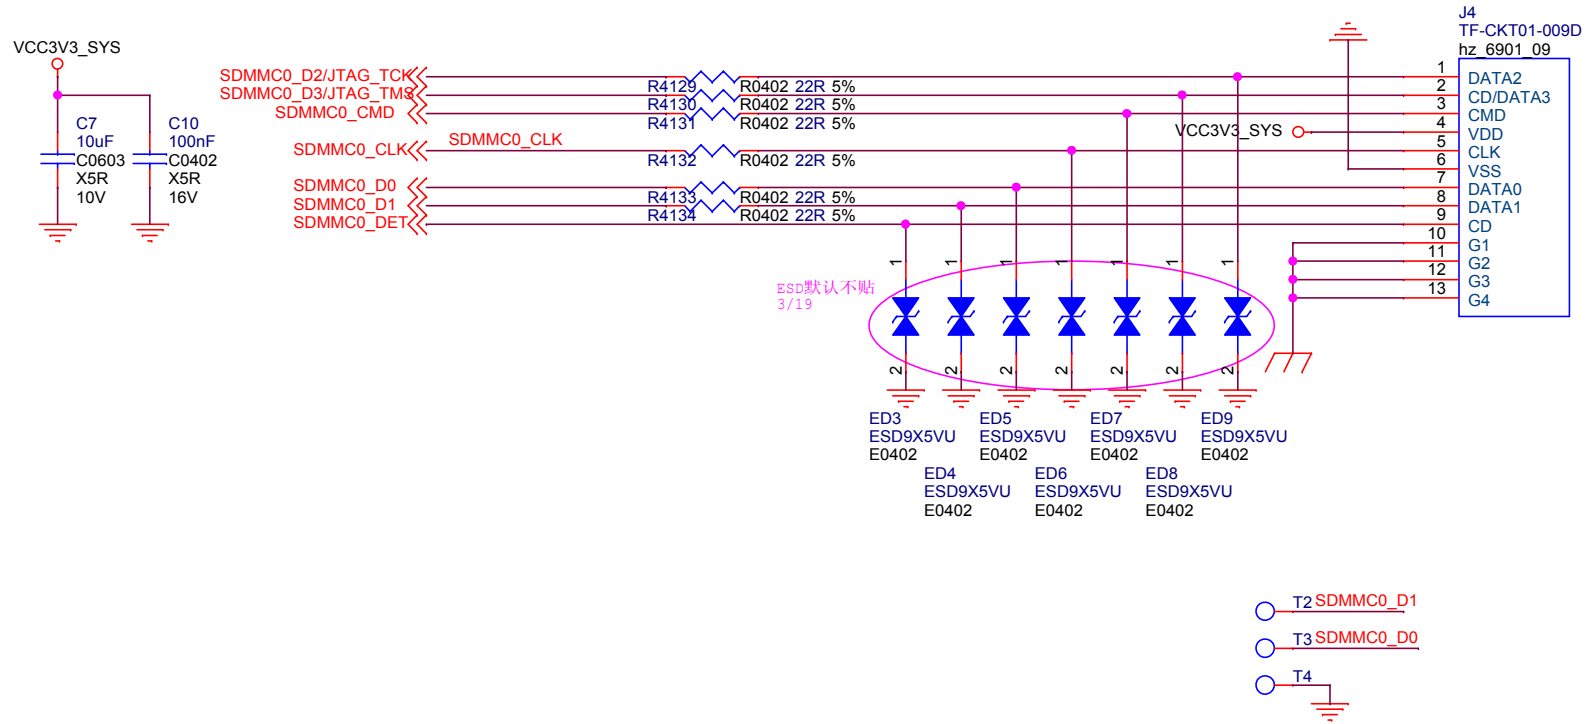 VCC3V3_SYS
C7
10uF
C0603
X5R
10V
C10
100nF
C0402
X5R
16V
SDMMC0_D2/JTAG_TCK
SDMMC0_D3/JTAG_TMS
SDMMC0_CMD
SDMMC0_CLK
SDMMC0_CLK
SDMMC0_D0
SDMMC0_D1
SDMMC0_DET
R4129 R0402 22R 5%
R4130 R0402 22R 5%
R4131 R0402 22R 5%
R4132 R0402 22R 5%
R4133 R0402 22R 5%
R4134 R0402 22R 5%
VCC3V3_SYS
J4
TF-CKT01-009D
hz_6901_09
1 DATA2
2 CD/DATA3
3 CMD
4 VDD
5 CLK
6 VSS
7 DATA0
8 DATA1
9 CD
10 G1
11 G2
12 G3
13 G4
ESD默认不贴
3/19
1 1 1 1 1 1 1
2 2 2 2 2 2 2
ED3
ESD9X5VU
E0402
ED5
ESD9X5VU
E0402
ED7
ESD9X5VU
E0402
ED9
ESD9X5VU
E0402
ED4
ESD9X5VU
E0402
ED6
ESD9X5VU
E0402
ED8
ESD9X5VU
E0402
T2 SDMMC0_D1
T3 SDMMC0_D0
T4